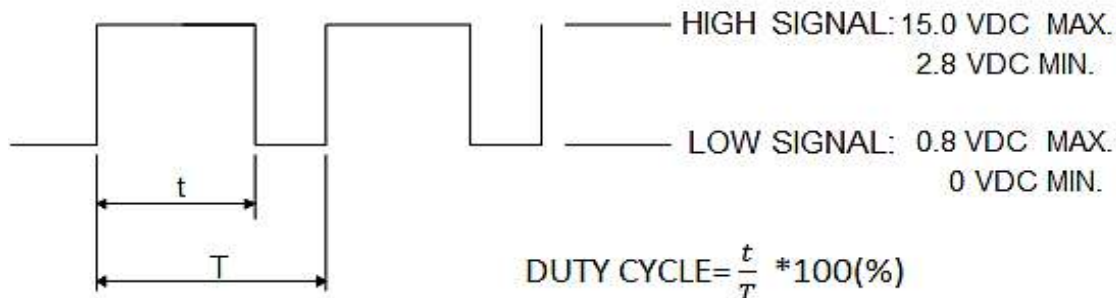 HIGH SIGNAL: 15.0 VDC MAX.
2.8 VDC MIN.
LOW SIGNAL: 0.8 VDC MAX.
0 VDC MIN.
t
T
DUTY CYCLE= t/T *100(%)